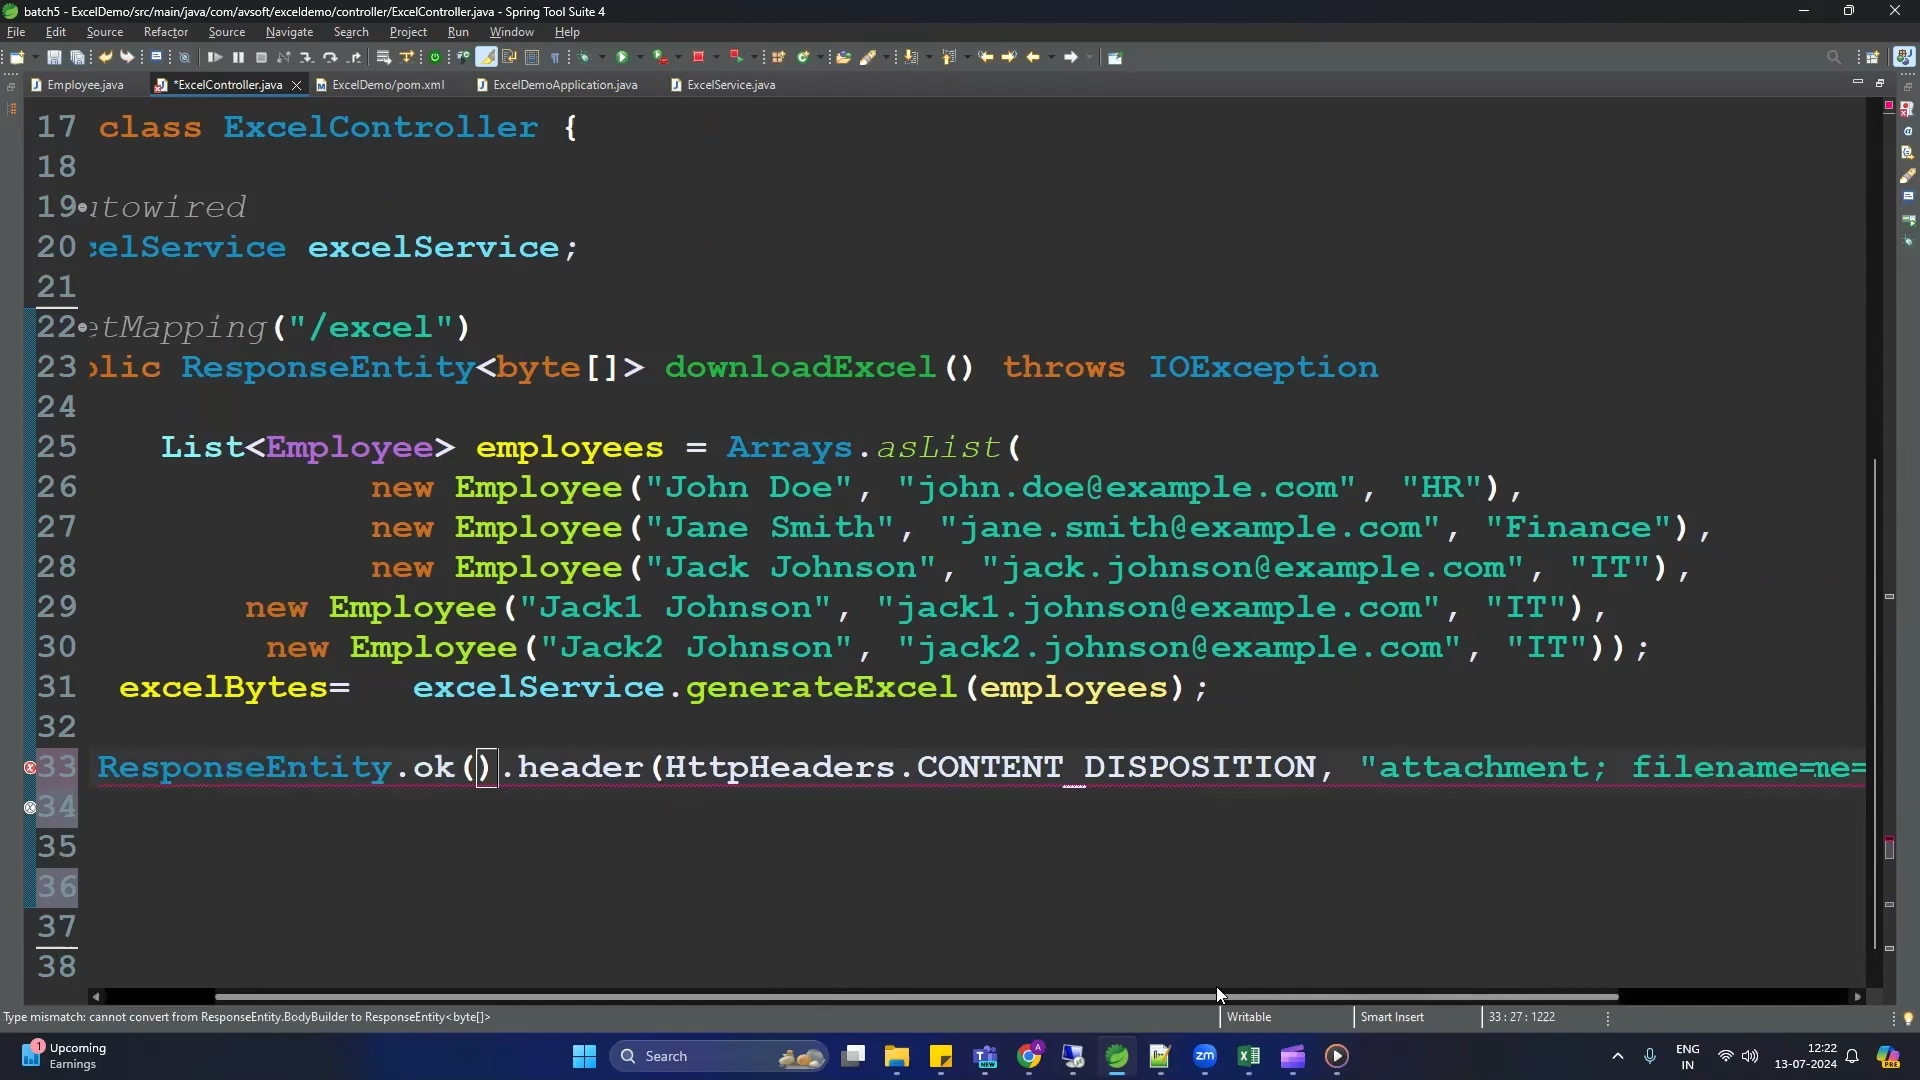 batch5 - ExcelDemo/src/main/java/com/avsoft/exceldemo/controller/ExcelController.java - Spring Tool Suite 4
File Edit Source Refactor Source Navigate Search Project Run Window Help
Employee.java *ExcelController.java ExcelDemo/pom.xml ExcelDemoApplication.java ExcelService.java
17 class ExcelController {
18
19 utowired
20 celService excelService;
21
22 etMapping("/excel")
23 blic ResponseEntity<byte[]> downloadExcel() throws IOException
24
25 List<Employee> employees = Arrays.asList(
26 new Employee("John Doe", "john.doe@example.com", "HR"),
27 new Employee("Jane Smith", "jane.smith@example.com", "Finance"),
28 new Employee("Jack Johnson", "jack.johnson@example.com", "IT"),
29 new Employee("Jack1 Johnson", "jack1.johnson@example.com", "IT"),
30 new Employee("Jack2 Johnson", "jack2.johnson@example.com", "IT"));
31 excelBytes= excelService.generateExcel(employees);
32
33 ResponseEntity.ok().header(HttpHeaders.CONTENT_DISPOSITION, "attachment; filename=me=
34
35
36
37
38
Type mismatch: cannot convert from ResponseEntity.BodyBuilder to ResponseEntity<byte[]> Writable Smart Insert 33 : 27 : 1222
1 Upcoming
Earnings
Search
ENG
IN
12:22
13-07-2024